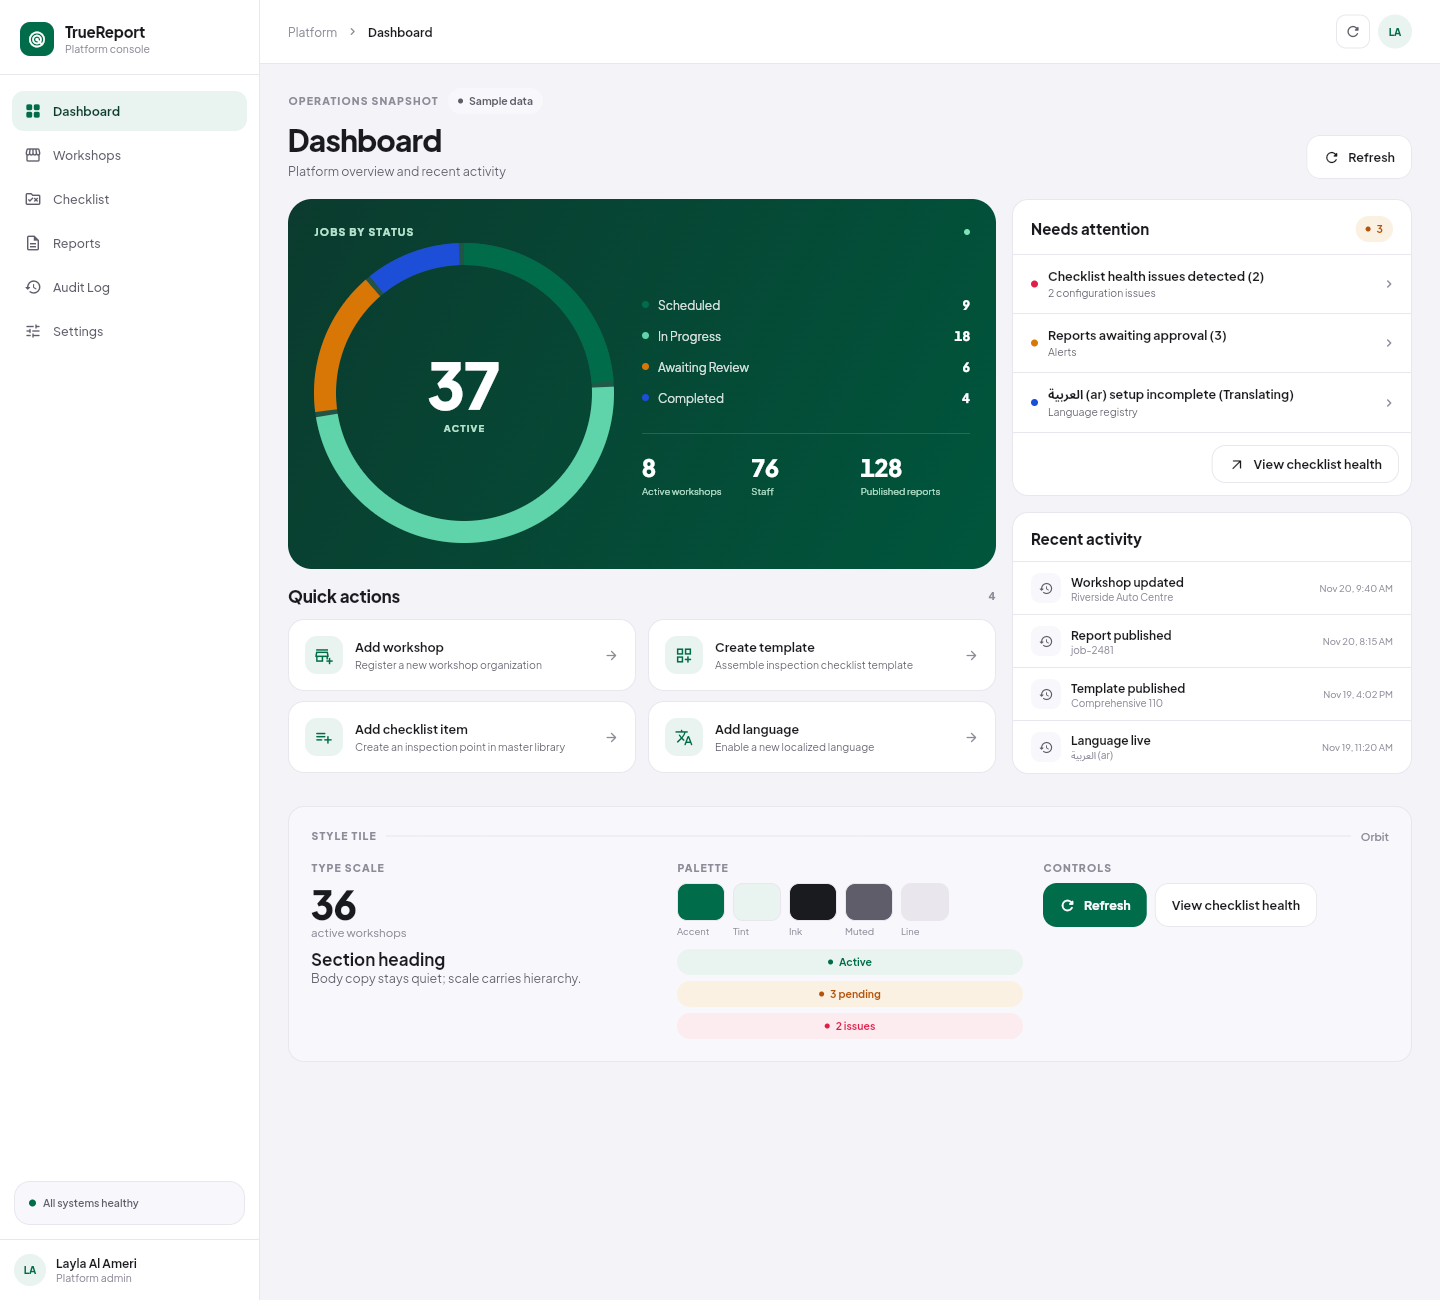 TrueReport
Platform console
Dashboard
Workshops
Checklist
Reports
Audit Log
Settings
All systems healthy
LA
Layla Al Ameri
Platform admin
Platform > Dashboard
LA
OPERATIONS SNAPSHOT
Sample data
Dashboard
Platform overview and recent activity
Refresh
JOBS BY STATUS
37
ACTIVE
Scheduled 9
In Progress 18
Awaiting Review 6
Completed 4
8 76 128
Active workshops Staff Published reports
Quick actions 4
Add workshop
Register a new workshop organization
Create template
Assemble inspection checklist template
Add checklist item
Create an inspection point in master library
Add language
Enable a new localized language
Needs attention 3
Checklist health issues detected (2)
2 configuration issues
Reports awaiting approval (3)
Alerts
العربية (ar) setup incomplete (Translating)
Language registry
View checklist health
Recent activity
Workshop updated
Riverside Auto Centre
Nov 20, 9:40 AM
Report published
job-2481
Nov 20, 8:15 AM
Template published
Comprehensive 110
Nov 19, 4:02 PM
Language live
العربية (ar)
Nov 19, 11:20 AM
STYLE TILE Orbit
TYPE SCALE
36
active workshops
Section heading
Body copy stays quiet; scale carries hierarchy.
PALETTE
Accent Tint Ink Muted Line
Active
3 pending
2 issues
CONTROLS
Refresh
View checklist health